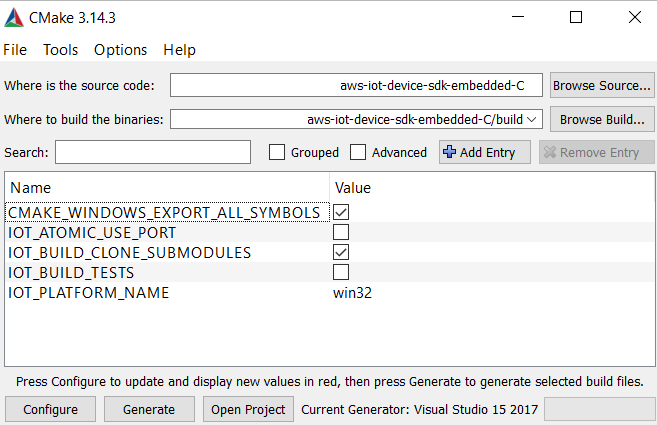 CMake 3.14.3
File Tools Options Help
Where is the source code: aws-iot-device-sdk-embedded-C Browse Source...
Where to build the binaries: aws-iot-device-sdk-embedded-C/build Browse Build...
Search: Grouped Advanced Add Entry Remove Entry
Name Value
CMAKE_WINDOWS_EXPORT_ALL_SYMBOLS
IOT_ATOMIC_USE_PORT
IOT_BUILD_CLONE_SUBMODULES
IOT_BUILD_TESTS
IOT_PLATFORM_NAME win32
Press Configure to update and display new values in red, then press Generate to generate selected build files.
Configure Generate Open Project Current Generator: Visual Studio 15 2017